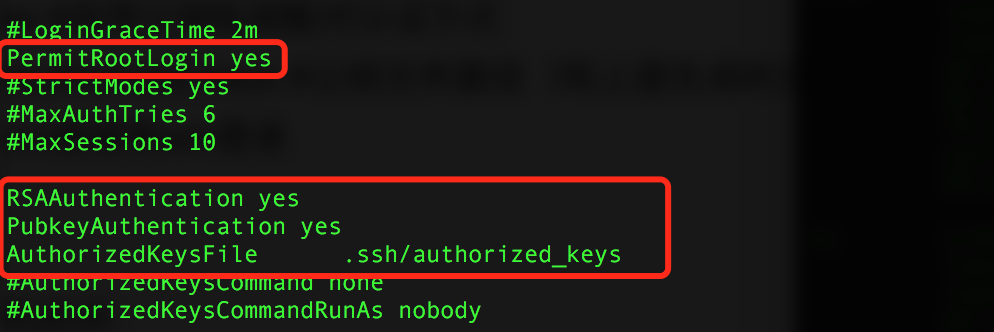 #LoginGraceTime 2m
PermitRootLogin yes
#StrictModes yes
#MaxAuthTries 6
#MaxSessions 10
RSAAuthentication yes
PubkeyAuthentication yes
AuthorizedKeysFile .ssh/authorized_keys
#AuthorizedKeysCommand none
#AuthorizedKeysCommandRunAs nobody